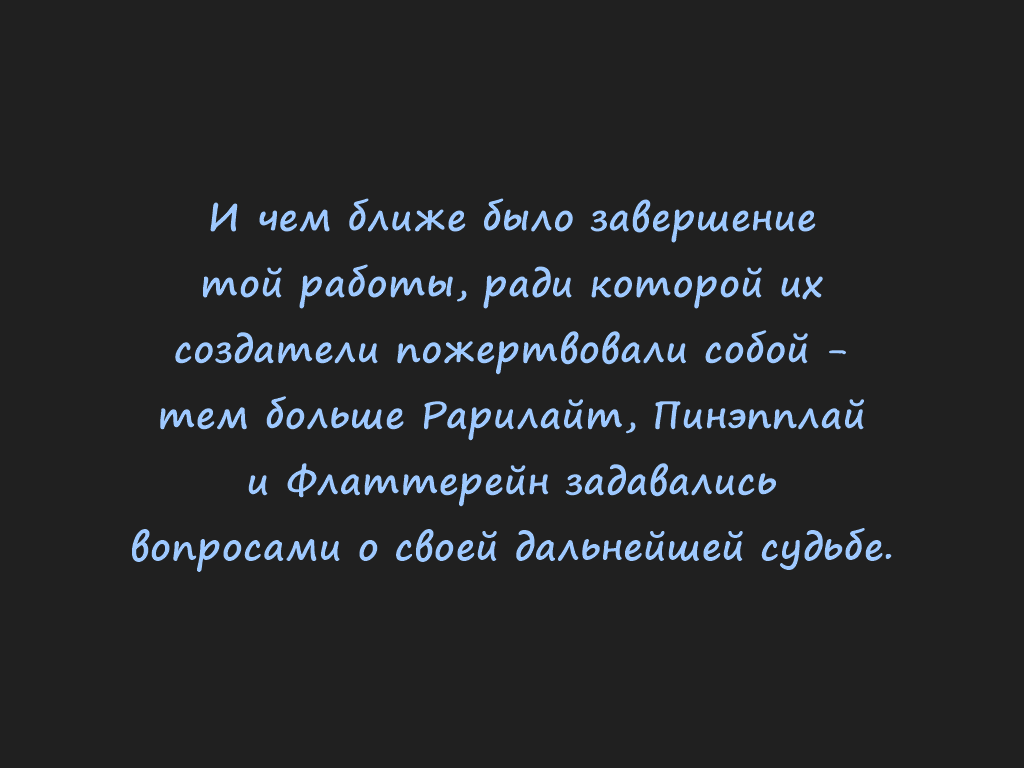 И чем ближе было завершение
той работы, ради которой их
создатели пожертвовали собой -
тем больше Рарилайт, Пинэпплай
и Флаттерейн задавались
вопросами о своей дальнейшей судьбе.